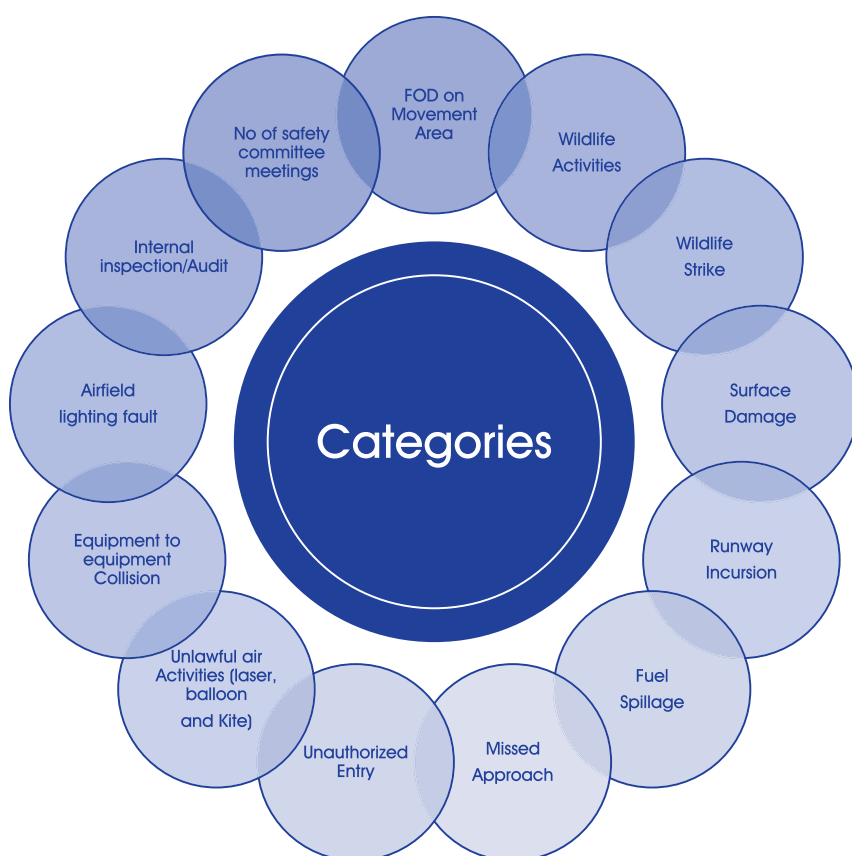 FOD on
Movement
Area
Wildlife
Activities
Wildlife
Strike
Surface
Damage
Runway
Incursion
Fuel
Spillage
Missed
Approach
Unauthorized
Entry
Unlawful air
Activities (laser,
balloon
and Kite)
Equipment to
equipment
Collision
Airfield
lighting fault
Internal
inspection/Audit
No of safety
committee
meetings
Categories